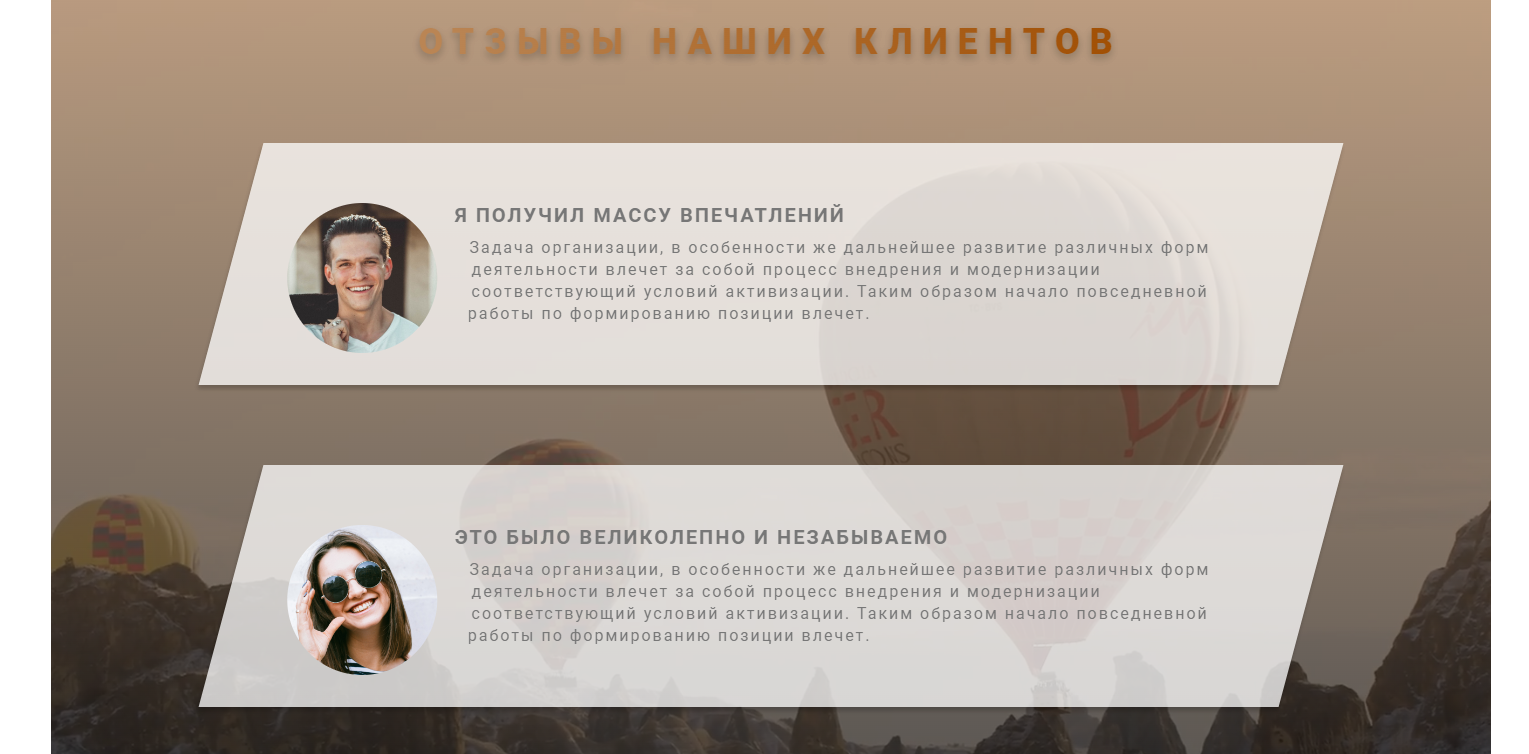 ОТЗЫВЫ НАШИХ КЛИЕНТОВ
Я ПОЛУЧИЛ МАССУ ВПЕЧАТЛЕНИЙ
Задача организации, в особенности же дальнейшее развитие различных форм
деятельности влечет за собой процесс внедрения и модернизации
соответствующий условий активизации. Таким образом начало повседневной
работы по формированию позиции влечет.
ЭТО БЫЛО ВЕЛИКОЛЕПНО И НЕЗАБЫВАЕМО
Задача организации, в особенности же дальнейшее развитие различных форм
деятельности влечет за собой процесс внедрения и модернизации
соответствующий условий активизации. Таким образом начало повседневной
работы по формированию позиции влечет.